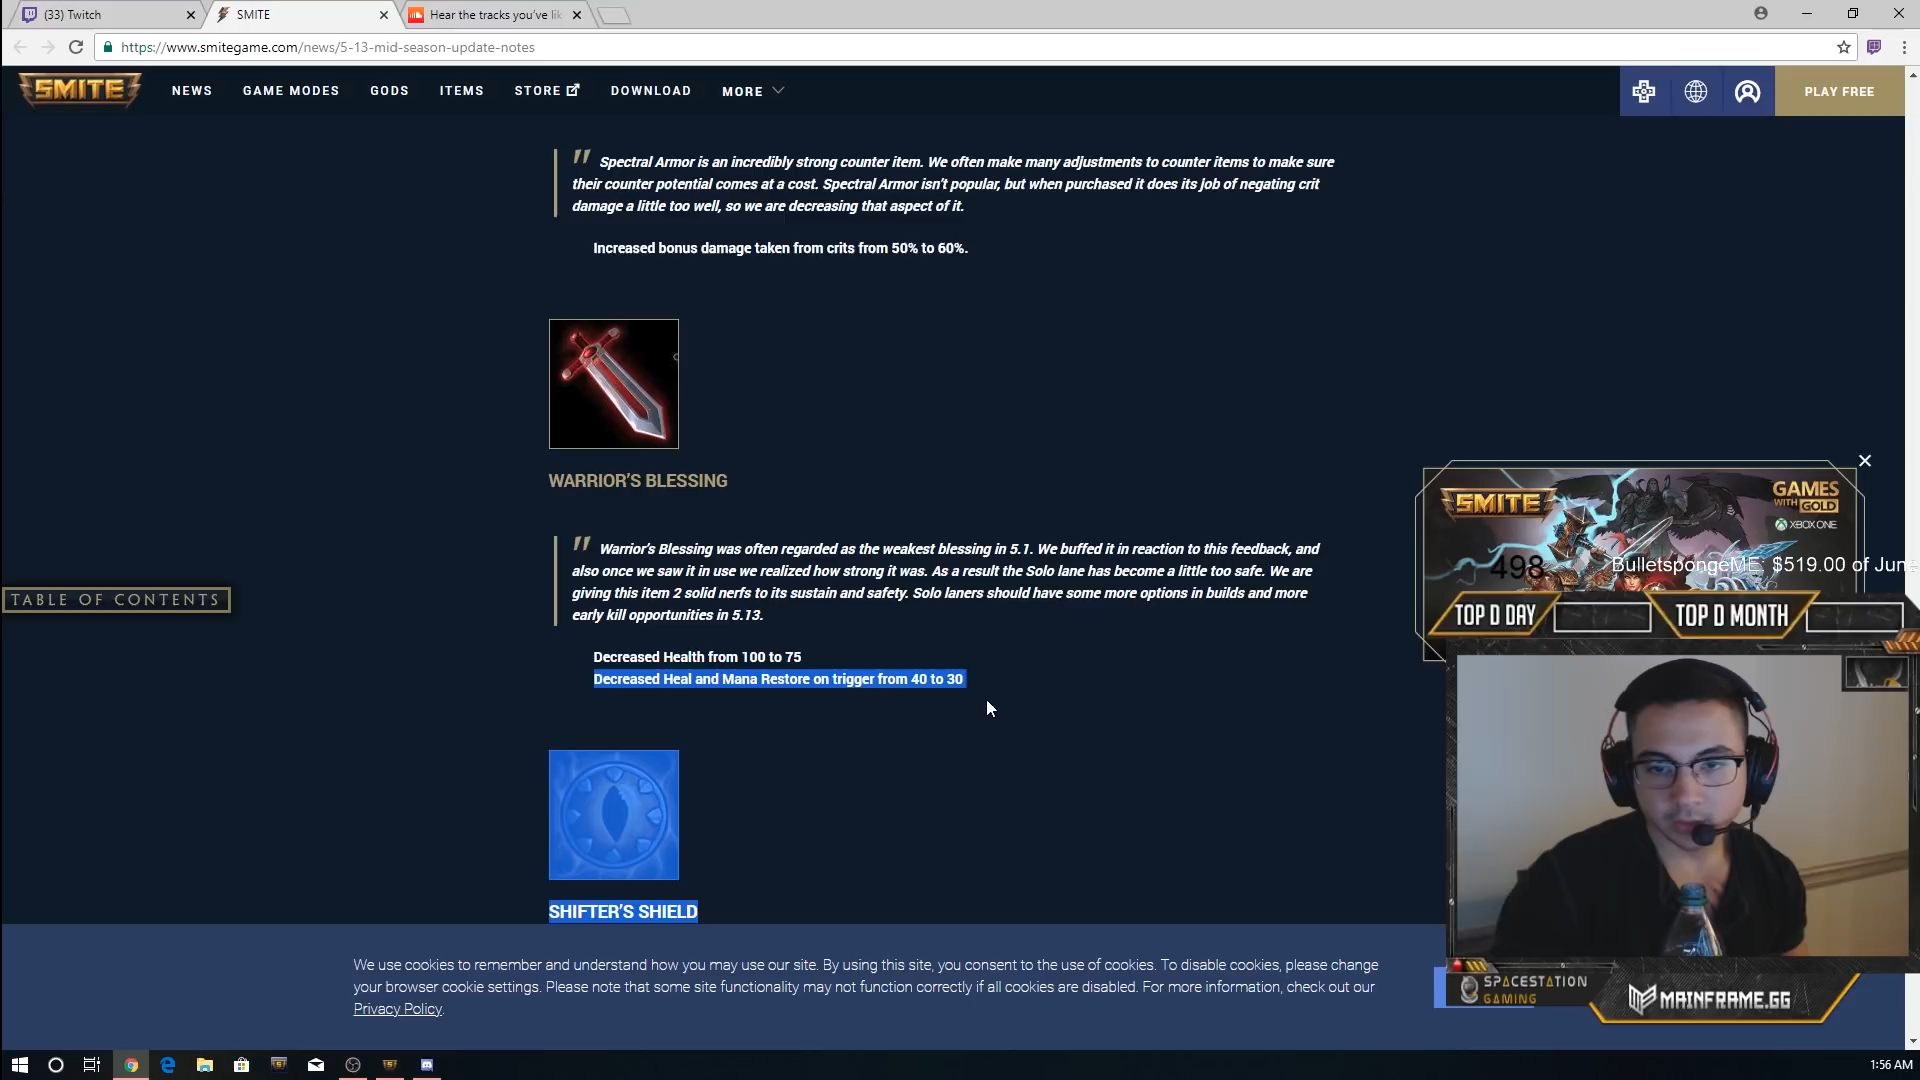 (33) Twitch
SMITE
Hear the tracks you've lik
https://www.smitegame.com/news/5-13-mid-season-update-notes
SMITE
NEWS
GAME MODES
GODS
ITEMS
STORE
DOWNLOAD
MORE
PLAY FREE
" Spectral Armor is an incredibly strong counter item. We often make many adjustments to counter items to make sure
their counter potential comes at a cost. Spectral Armor isn't popular, but when purchased it does its job of negating crit
damage a little too well, so we are decreasing that aspect of it.
Increased bonus damage taken from crits from 50% to 60%.
WARRIOR'S BLESSING
" Warrior's Blessing was often regarded as the weakest blessing in 5.1. We buffed it in reaction to this feedback, and
also once we saw it in use we realized how strong it was. As a result the Solo lane has become a little too safe. We are
giving this item 2 solid nerfs to its sustain and safety. Solo laners should have some more options in builds and more
early kill opportunities in 5.13.
TABLE OF CONTENTS
Decreased Health from 100 to 75
Decreased Heal and Mana Restore on trigger from 40 to 30
SHIFTER'S SHIELD
SMITE
GAMES
WITH GOLD
XBOX ONE
498
BulletspongeME: $519.00 of June
TOP D DAY
TOP D MONTH
We use cookies to remember and understand how you may use our site. By using this site, you consent to the use of cookies. To disable cookies, please change
your browser cookie settings. Please note that some site functionality may not function correctly if all cookies are disabled. For more information, check out our
Privacy Policy.
SPACESTATION
GAMING
MAINFRAME.GG
1:56 AM